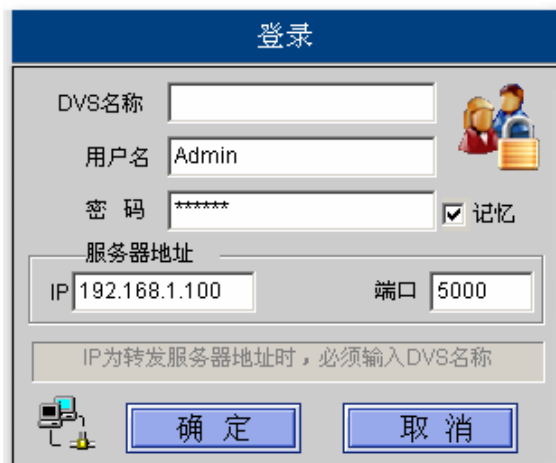 登录
DVS名称
用户名 Admin
密 码 ****** 记忆
服务器地址
IP 192.168.1.100 端口 5000
IP为转发服务器地址时，必须输入DVS名称
确 定 取 消